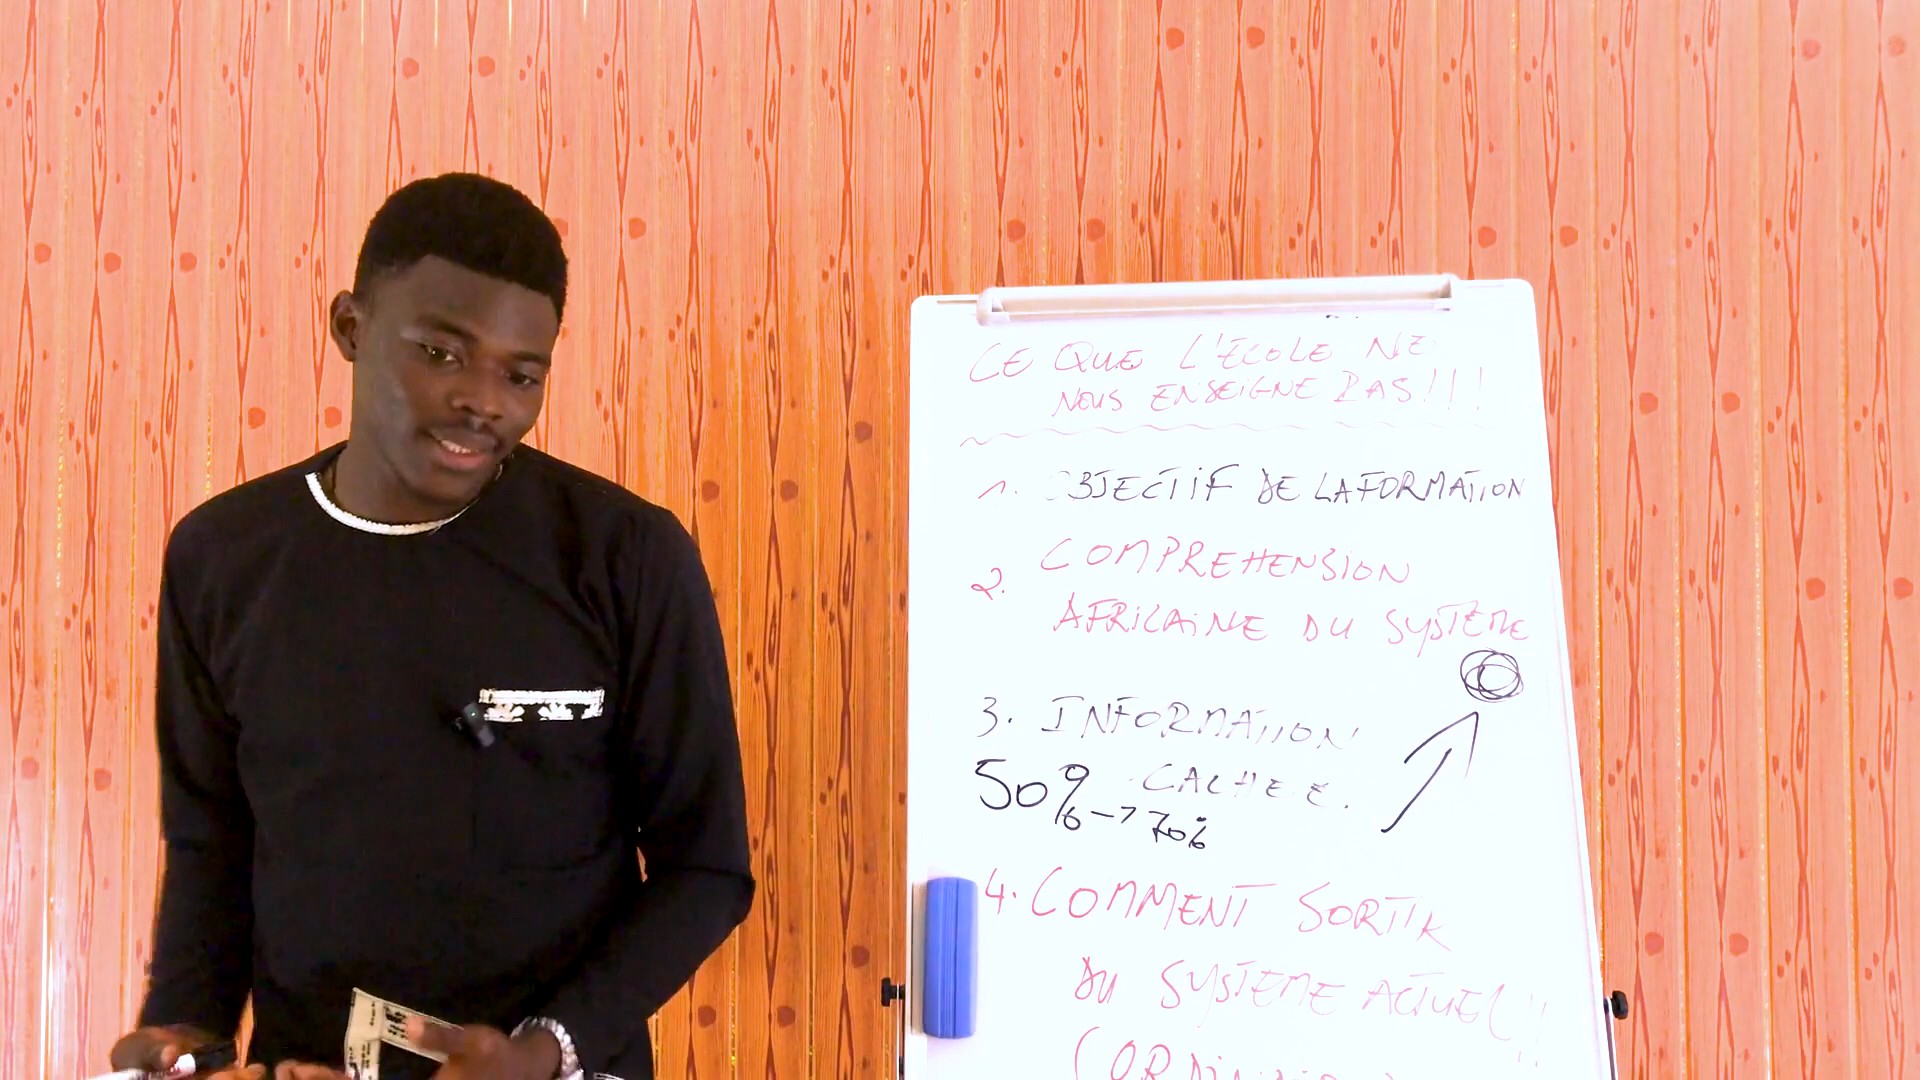 CE QUE L'ECOLE NE
NOUS ENSEIGNE PAS!!!
1. OBJECTIF DE LA FORMATION
2. COMPREHENSION
AFRICAINE DU SYSTEME
3. INFORMATION
50% → 70% CACHEE.
4. COMMENT SORTIR
DU SYSTEME ACTUEL!!